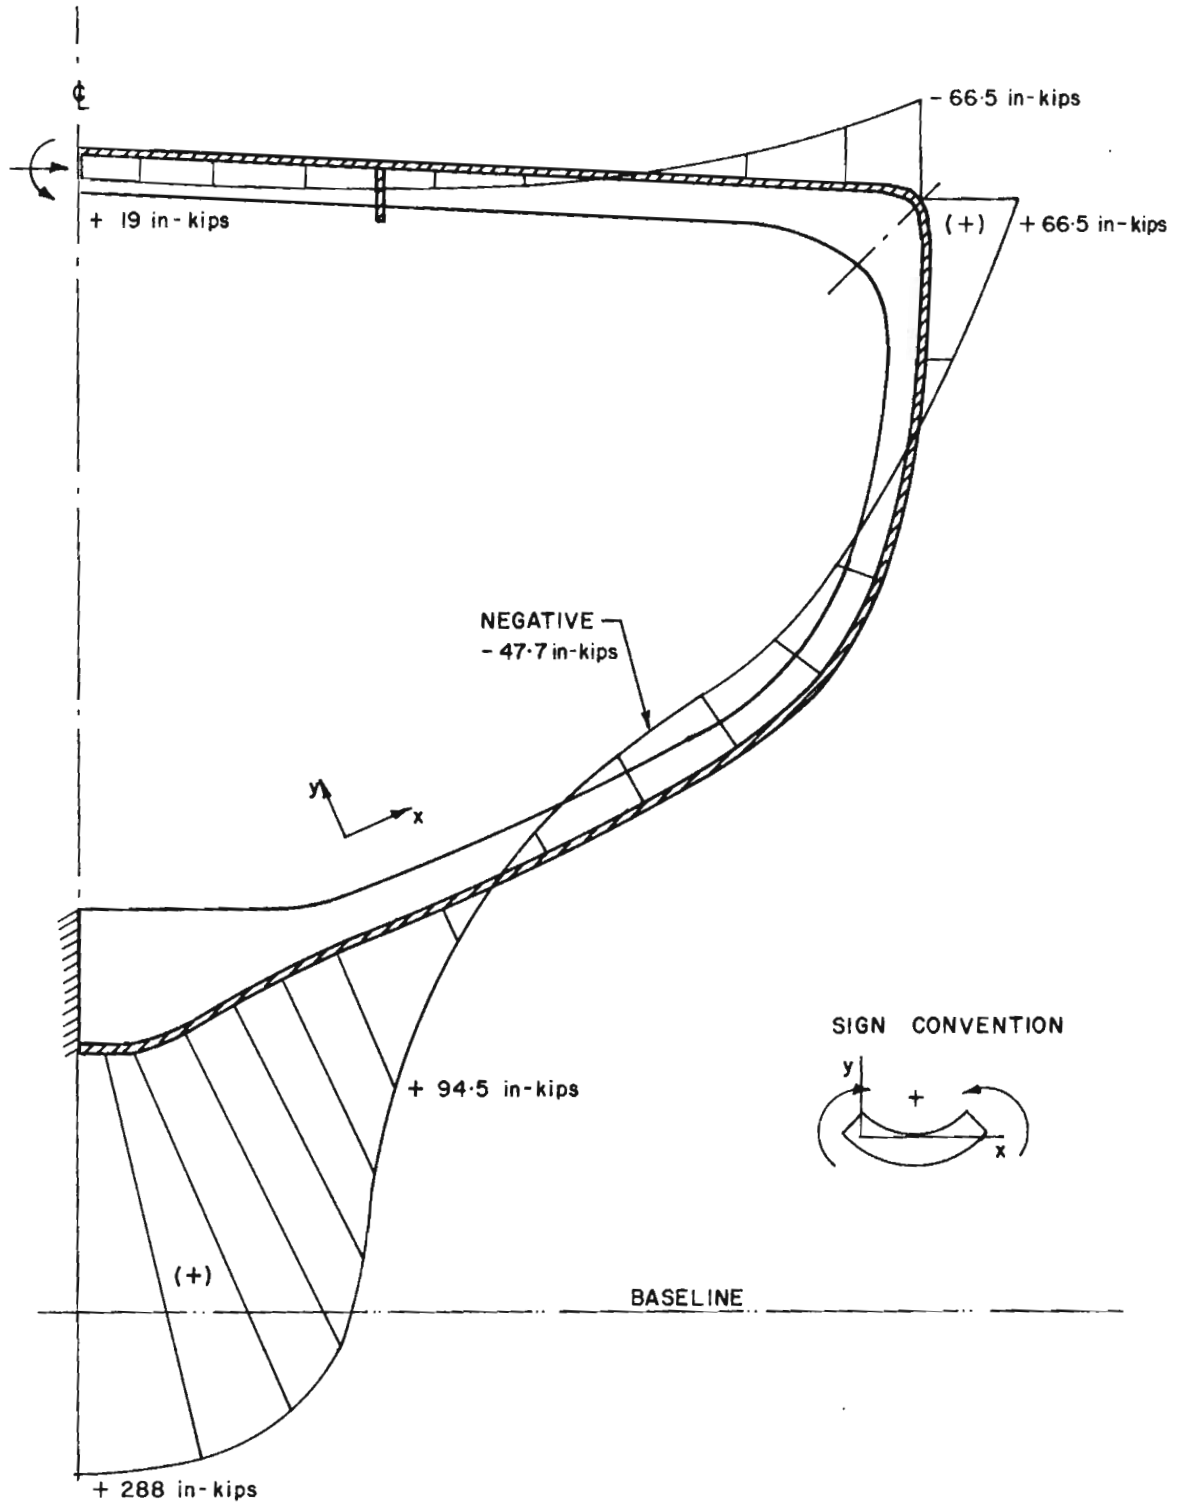 ℄
- 66·5 in-kips
+ 19 in-kips
(+)
+ 66·5 in-kips
NEGATIVE
- 47·7 in-kips
y
x
SIGN CONVENTION
y
+
x
+ 94·5 in-kips
(+)
BASELINE
+ 288 in-kips